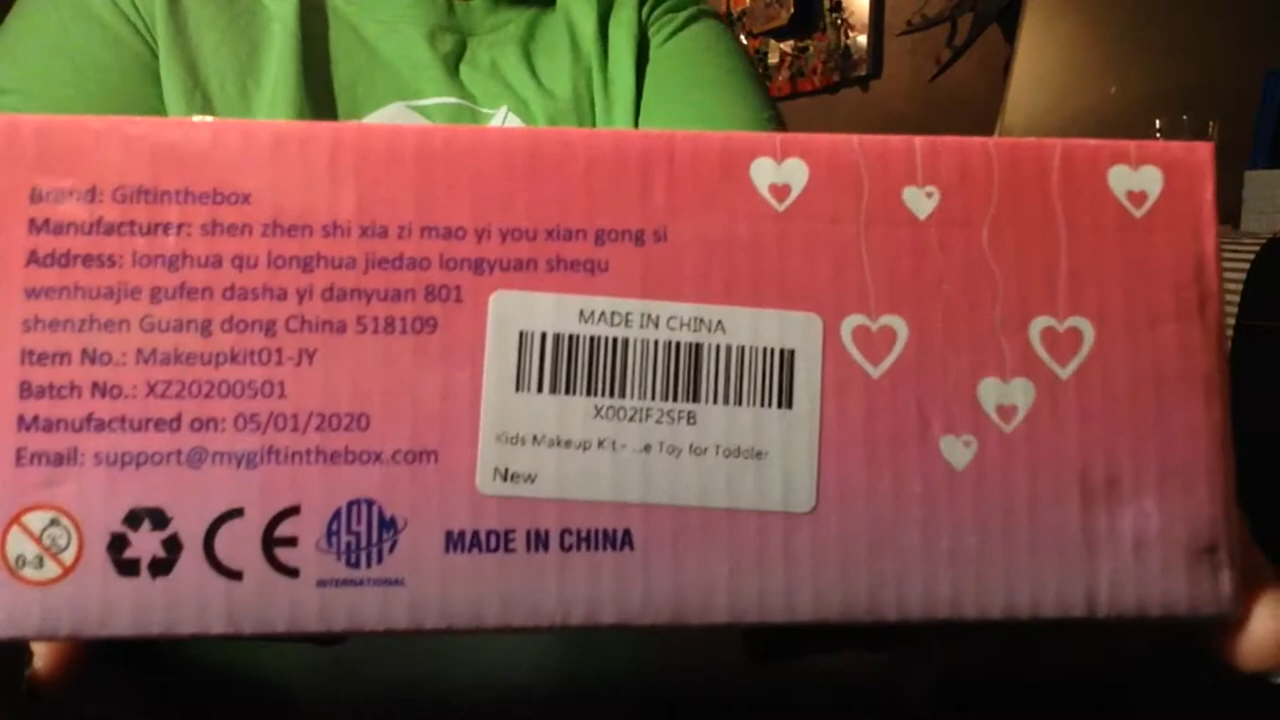 Brand: Giftinthebox
Manufacturer: shen zhen shi xia zi mao yi you xian gong si
Address: longhua qu longhua jiedao longyuan shequ
wenhuajie gufen dasha yi danyuan 801
shenzhen Guang dong China 518109
Item No.: Makeupkit01-JY
Batch No.: XZ20200501
Manufactured on: 05/01/2020
Email: support@mygiftinthebox.com
MADE IN CHINA
X002IF2SFB
Kids Makeup Kit - ...e Toy for Toddler
New
0-3
CE
ASTM
INTERNATIONAL
MADE IN CHINA